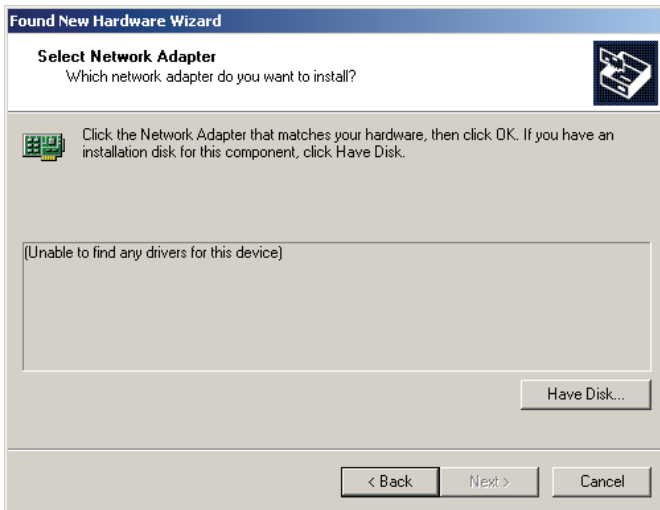 Found New Hardware Wizard
Select Network Adapter
Which network adapter do you want to install?
Click the Network Adapter that matches your hardware, then click OK. If you have an
installation disk for this component, click Have Disk.
(Unable to find any drivers for this device)
Have Disk...
< Back Next > Cancel